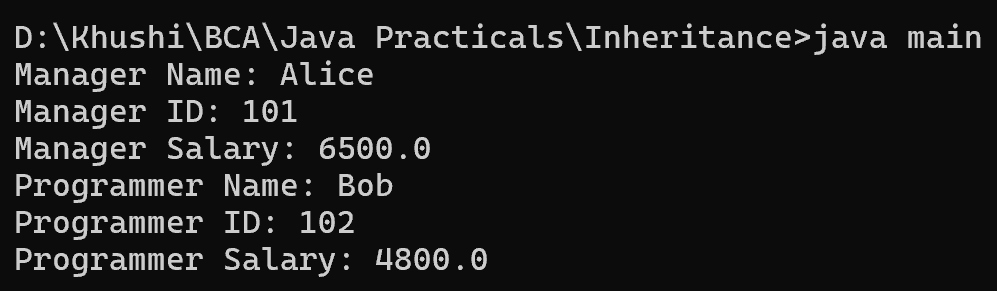 D:\Khushi\BCA\Java Practicals\Inheritance>java main
Manager Name: Alice
Manager ID: 101
Manager Salary: 6500.0
Programmer Name: Bob
Programmer ID: 102
Programmer Salary: 4800.0